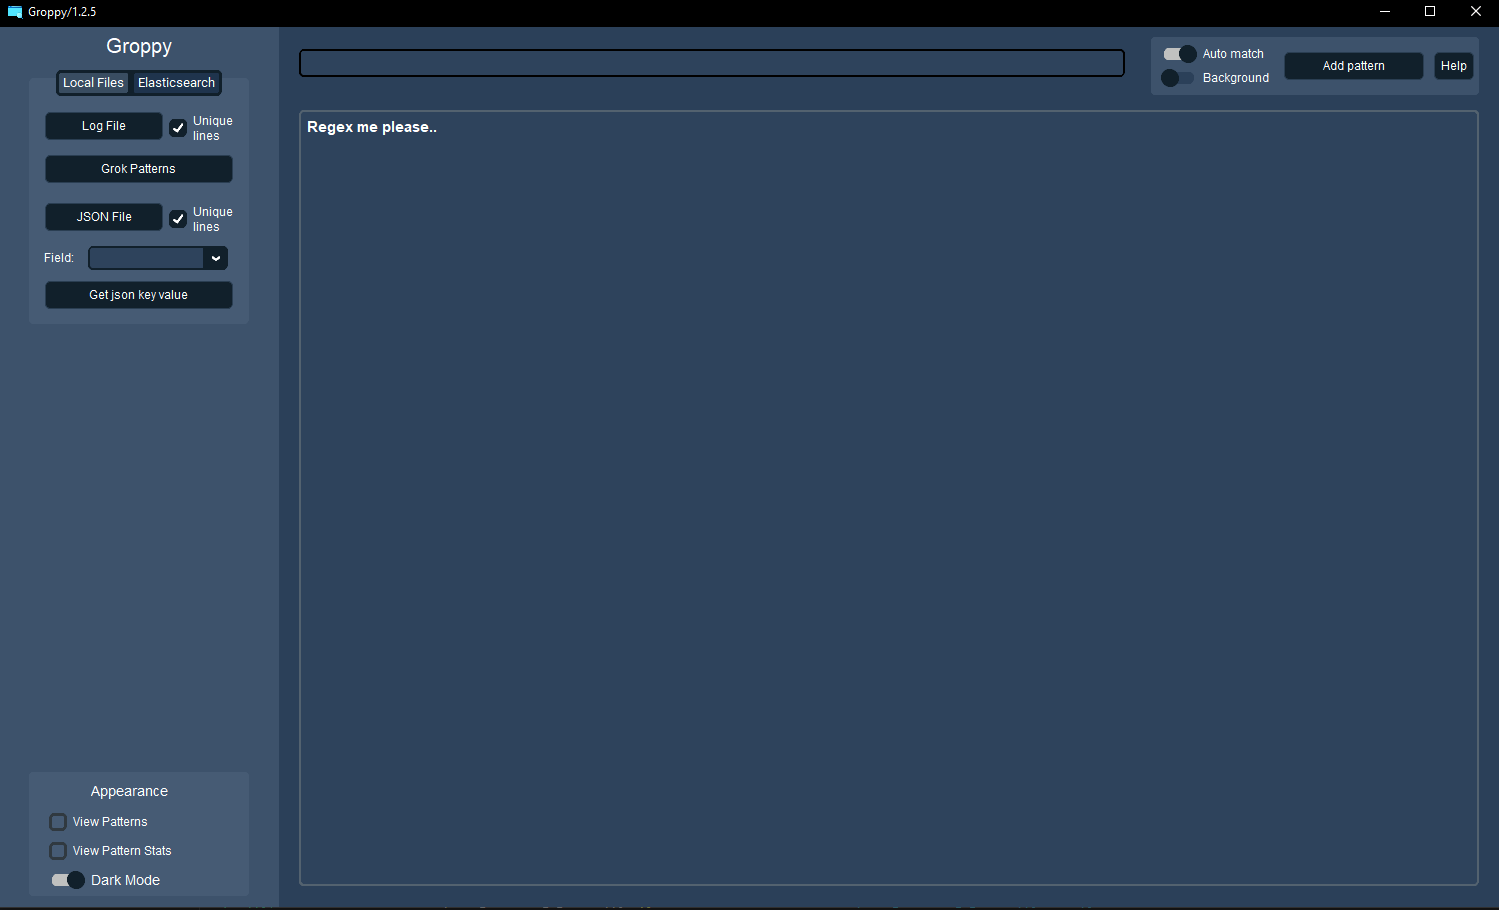 Groppy/1.2.5
Groppy
Local Files Elasticsearch
Log File
Unique
lines
Grok Patterns
JSON File
Unique
lines
Field:
Get json key value
Appearance
View Patterns
View Pattern Stats
Dark Mode
Auto match
Background
Add pattern
Help
Regex me please..